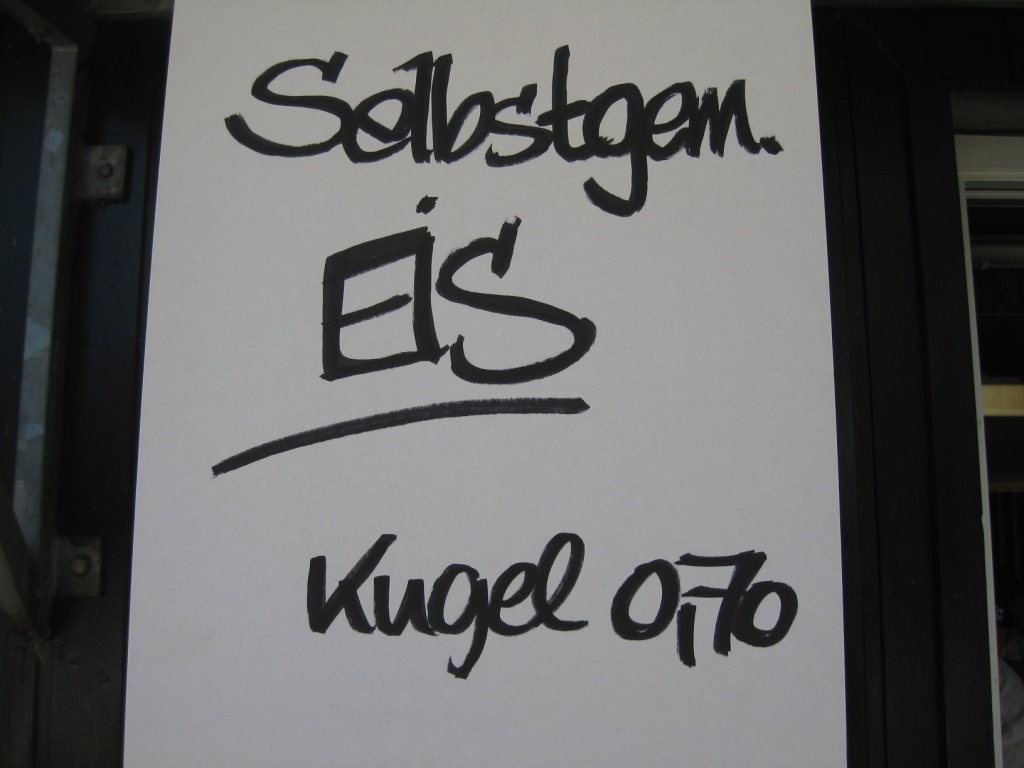 Selbstgem.
Eis
Kugel 0,70